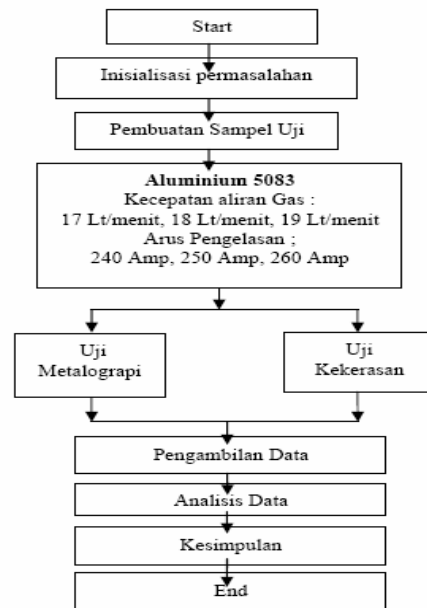 Start
Inisialisasi permasalahan
Pembuatan Sampel Uji
Aluminium 5083
Kecepatan aliran Gas :
17 Lt/menit, 18 Lt/menit, 19 Lt/menit
Arus Pengelasan ;
240 Amp, 250 Amp, 260 Amp
Uji
Metalograpi
Uji
Kekerasan
Pengambilan Data
Analisis Data
Kesimpulan
End